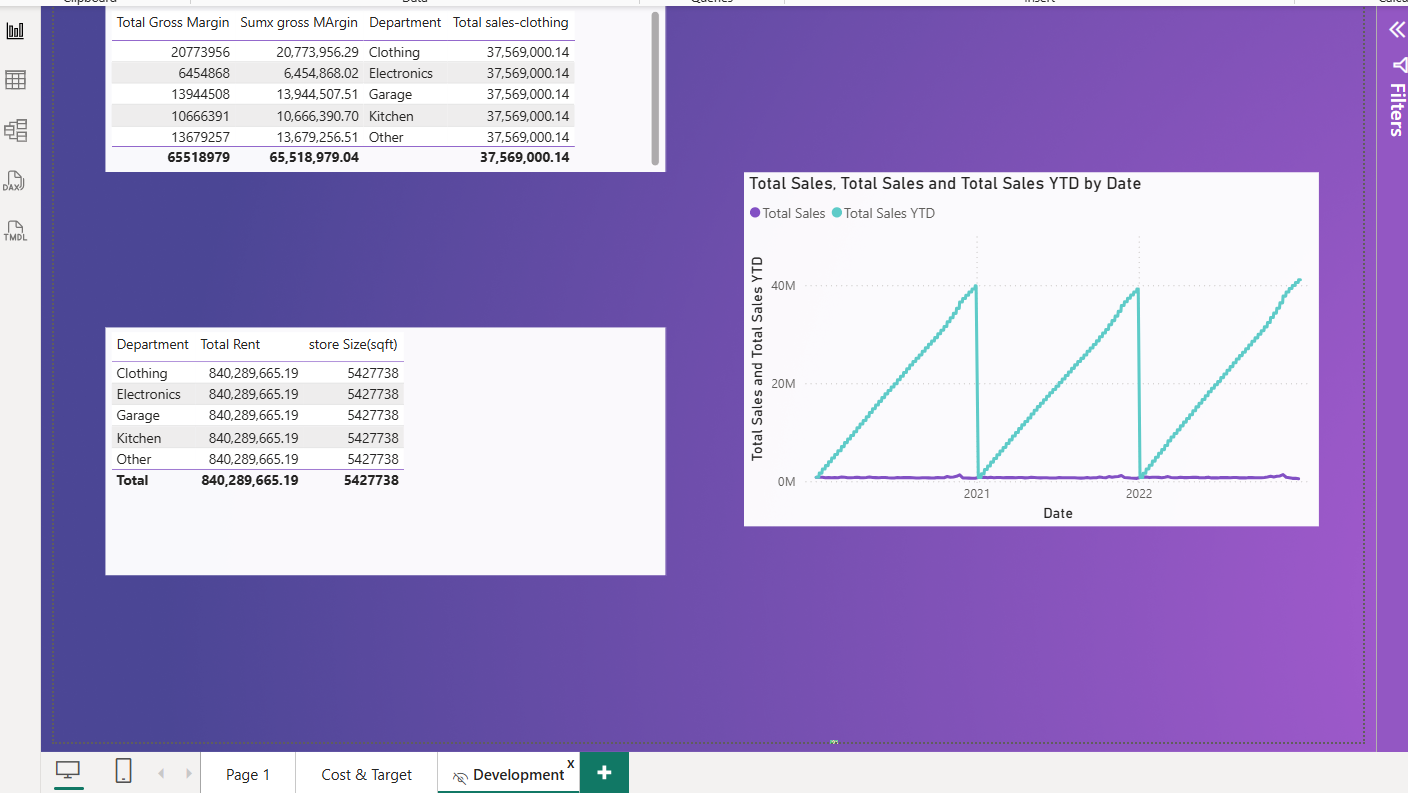 Total Gross Margin Sumx gross MArgin Department Total sales-clothing
20773956 20,773,956.29 Clothing 37,569,000.14
6454868 6,454,868.02 Electronics 37,569,000.14
13944508 13,944,507.51 Garage 37,569,000.14
10666391 10,666,390.70 Kitchen 37,569,000.14
13679257 13,679,256.51 Other 37,569,000.14
65518979 65,518,979.04 37,569,000.14
DAX
TMDL
Filters
Total Sales, Total Sales and Total Sales YTD by Date
Total Sales Total Sales YTD
Total Sales and Total Sales YTD
40M
20M
0M
2021 2022
Date
Department Total Rent store Size(sqft)
Clothing 840,289,665.19 5427738
Electronics 840,289,665.19 5427738
Garage 840,289,665.19 5427738
Kitchen 840,289,665.19 5427738
Other 840,289,665.19 5427738
Total 840,289,665.19 5427738
Page 1 Cost & Target Development x